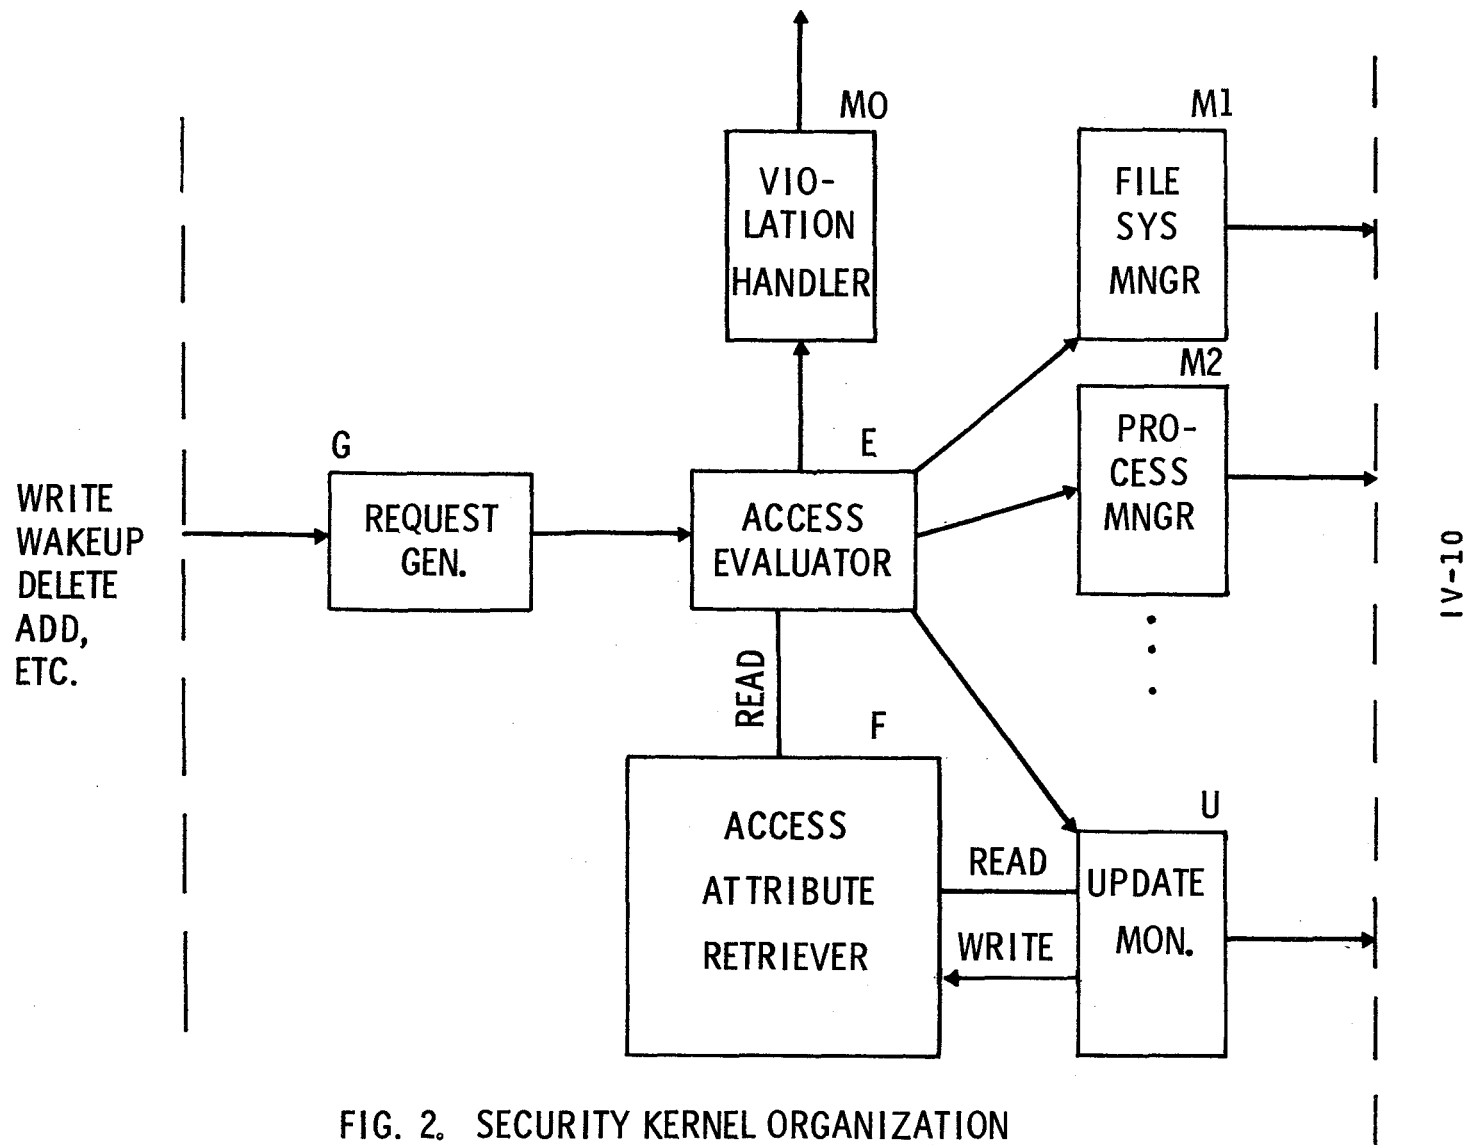 M0
VIO-
LATION
HANDLER
M1
FILE
SYS
MNGR
M2
PRO-
CESS
MNGR
G
REQUEST
GEN.
E
ACCESS
EVALUATOR
WRITE
WAKEUP
DELETE
ADD,
ETC.
READ
F
ACCESS
ATTRIBUTE
RETRIEVER
READ
WRITE
U
UPDATE
MON.
IV-10
FIG. 2. SECURITY KERNEL ORGANIZATION